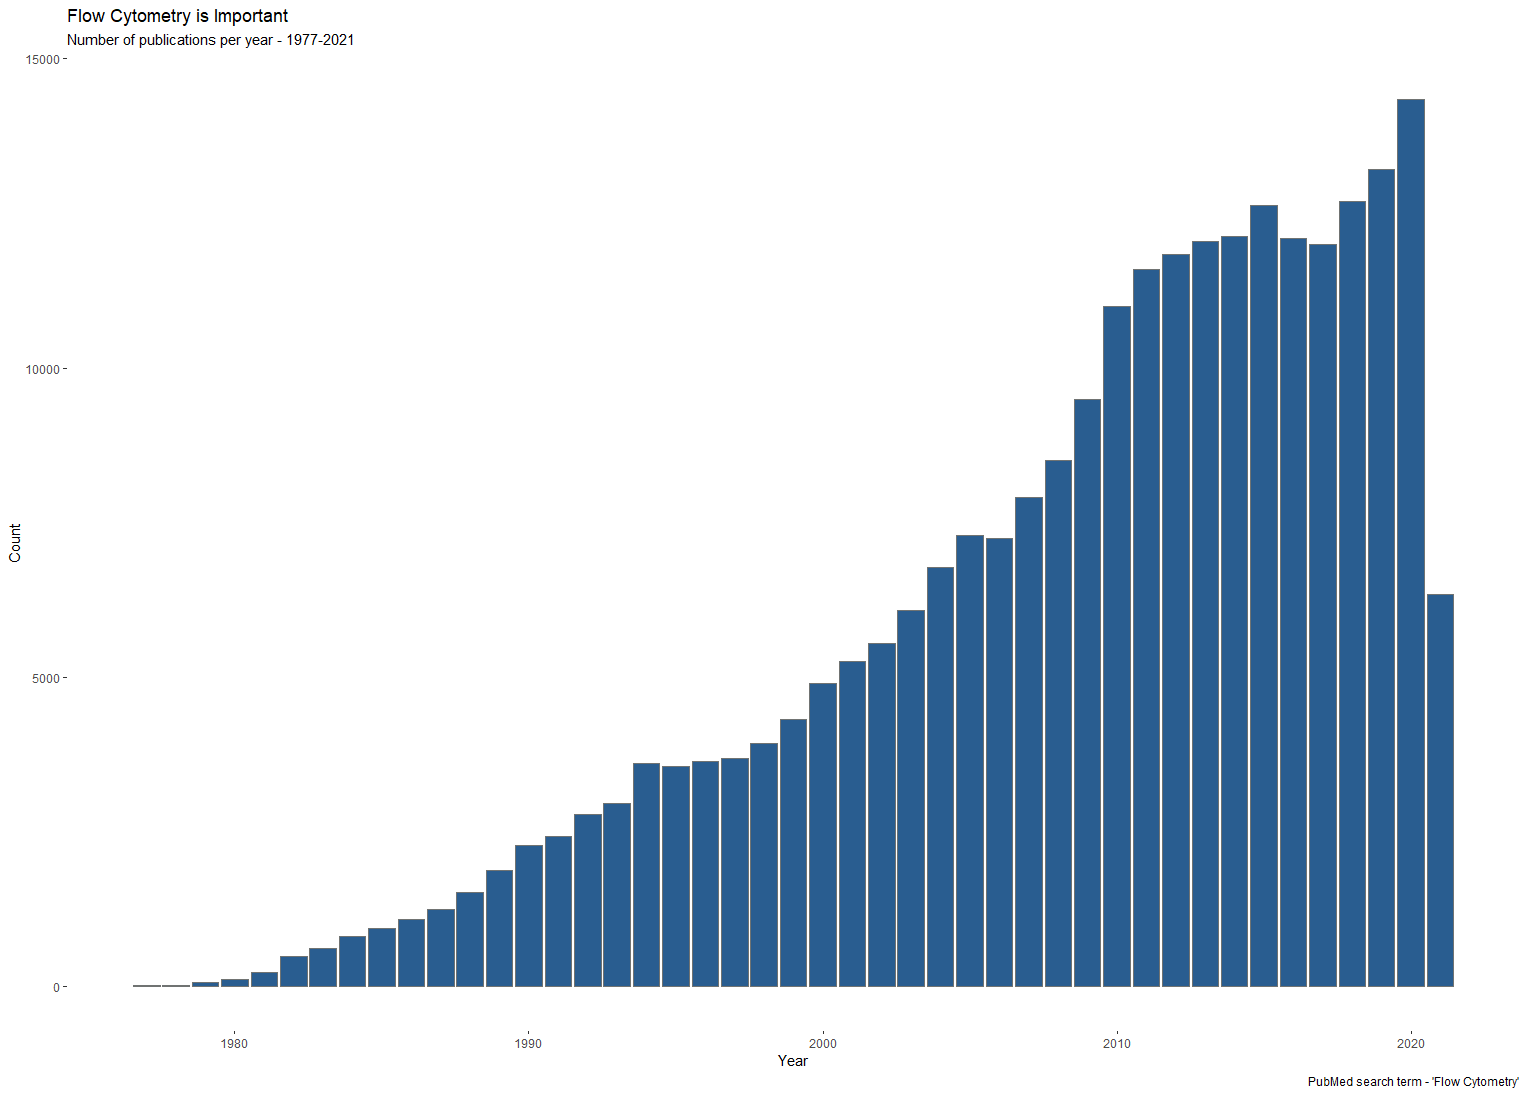 Flow Cytometry is Important
Number of publications per year - 1977-2021
15000
10000
5000
0
Count
1980 1990 2000 2010 2020
Year
PubMed search term - 'Flow Cytometry'